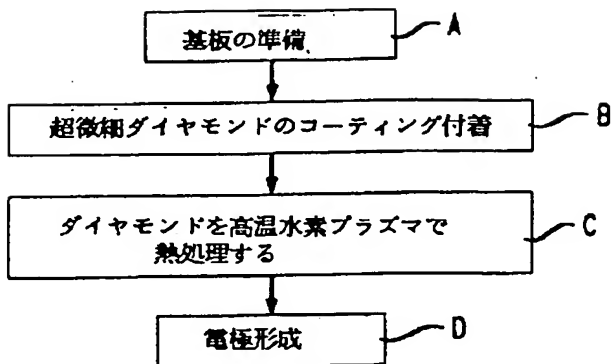 基板の準備
A
超微細ダイヤモンドのコーティング付着
B
ダイヤモンドを高温水素プラズマで
熱処理する
C
電極形成
D